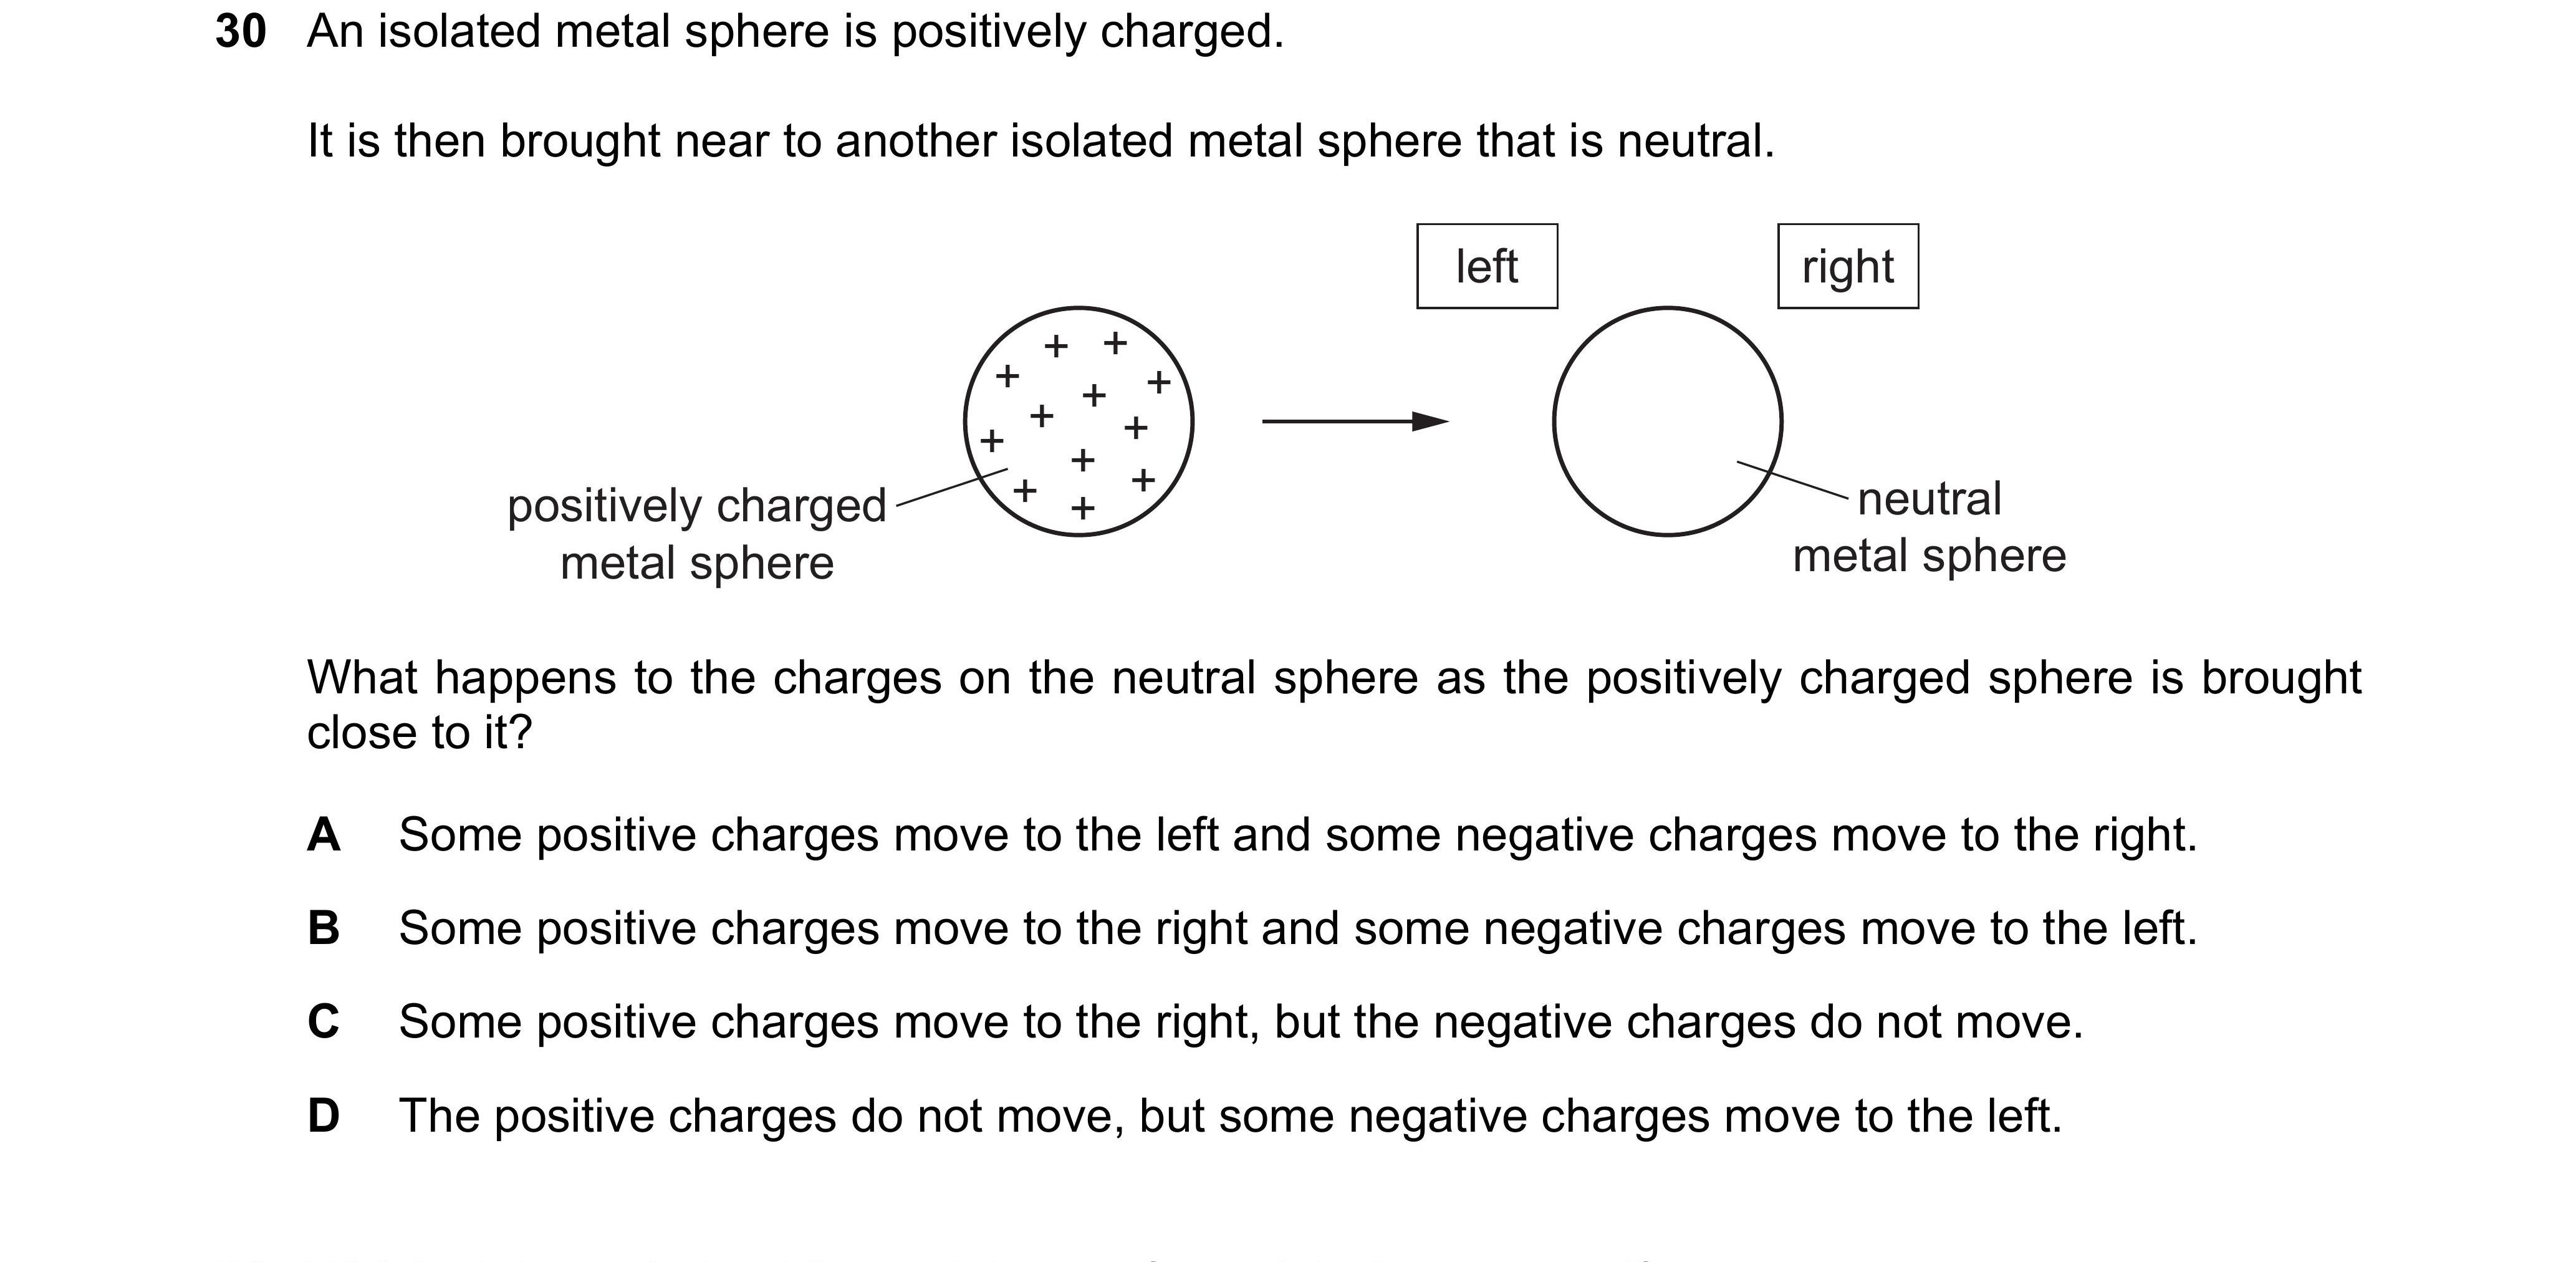 30 An isolated metal sphere is positively charged.
It is then brought near to another isolated metal sphere that is neutral.
left right
+ +
+ +
+
+ +
+
+
+ +
+
positively charged
metal sphere
neutral
metal sphere
What happens to the charges on the neutral sphere as the positively charged sphere is brought
close to it?
A Some positive charges move to the left and some negative charges move to the right.
B Some positive charges move to the right and some negative charges move to the left.
C Some positive charges move to the right, but the negative charges do not move.
D The positive charges do not move, but some negative charges move to the left.